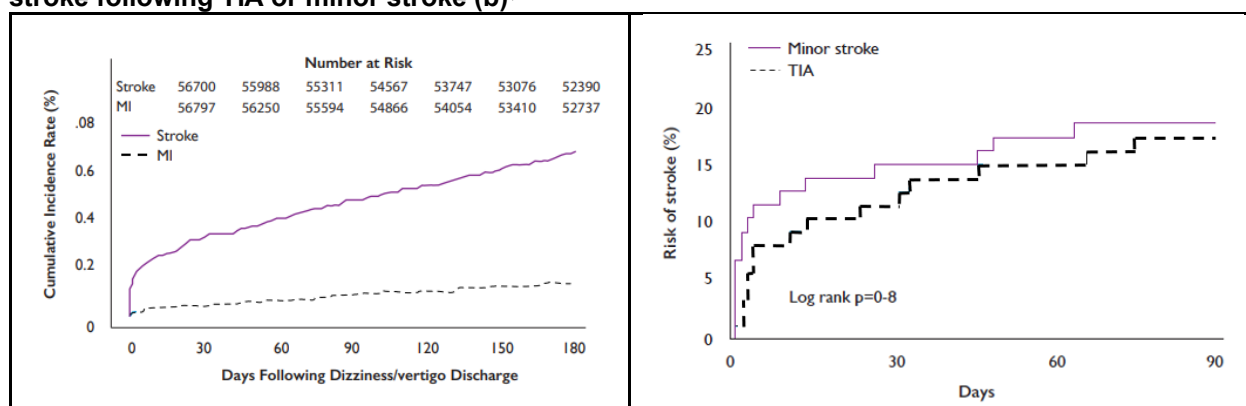 stroke following TIA or minor stroke (b)
Number at Risk
Stroke 56700 55988 55311 54567 53747 53076 52390
MI 56797 56250 55594 54866 54054 53410 52737
Cumulative Incidence Rate (%)
.08
0.6
0.4
0.2
0
Stroke
MI
0 30 60 90 120 150 180
Days Following Dizziness/vertigo Discharge
Risk of stroke (%)
25
20
15
10
5
0
Minor stroke
TIA
Log rank p=0-8
0 30 60 90
Days